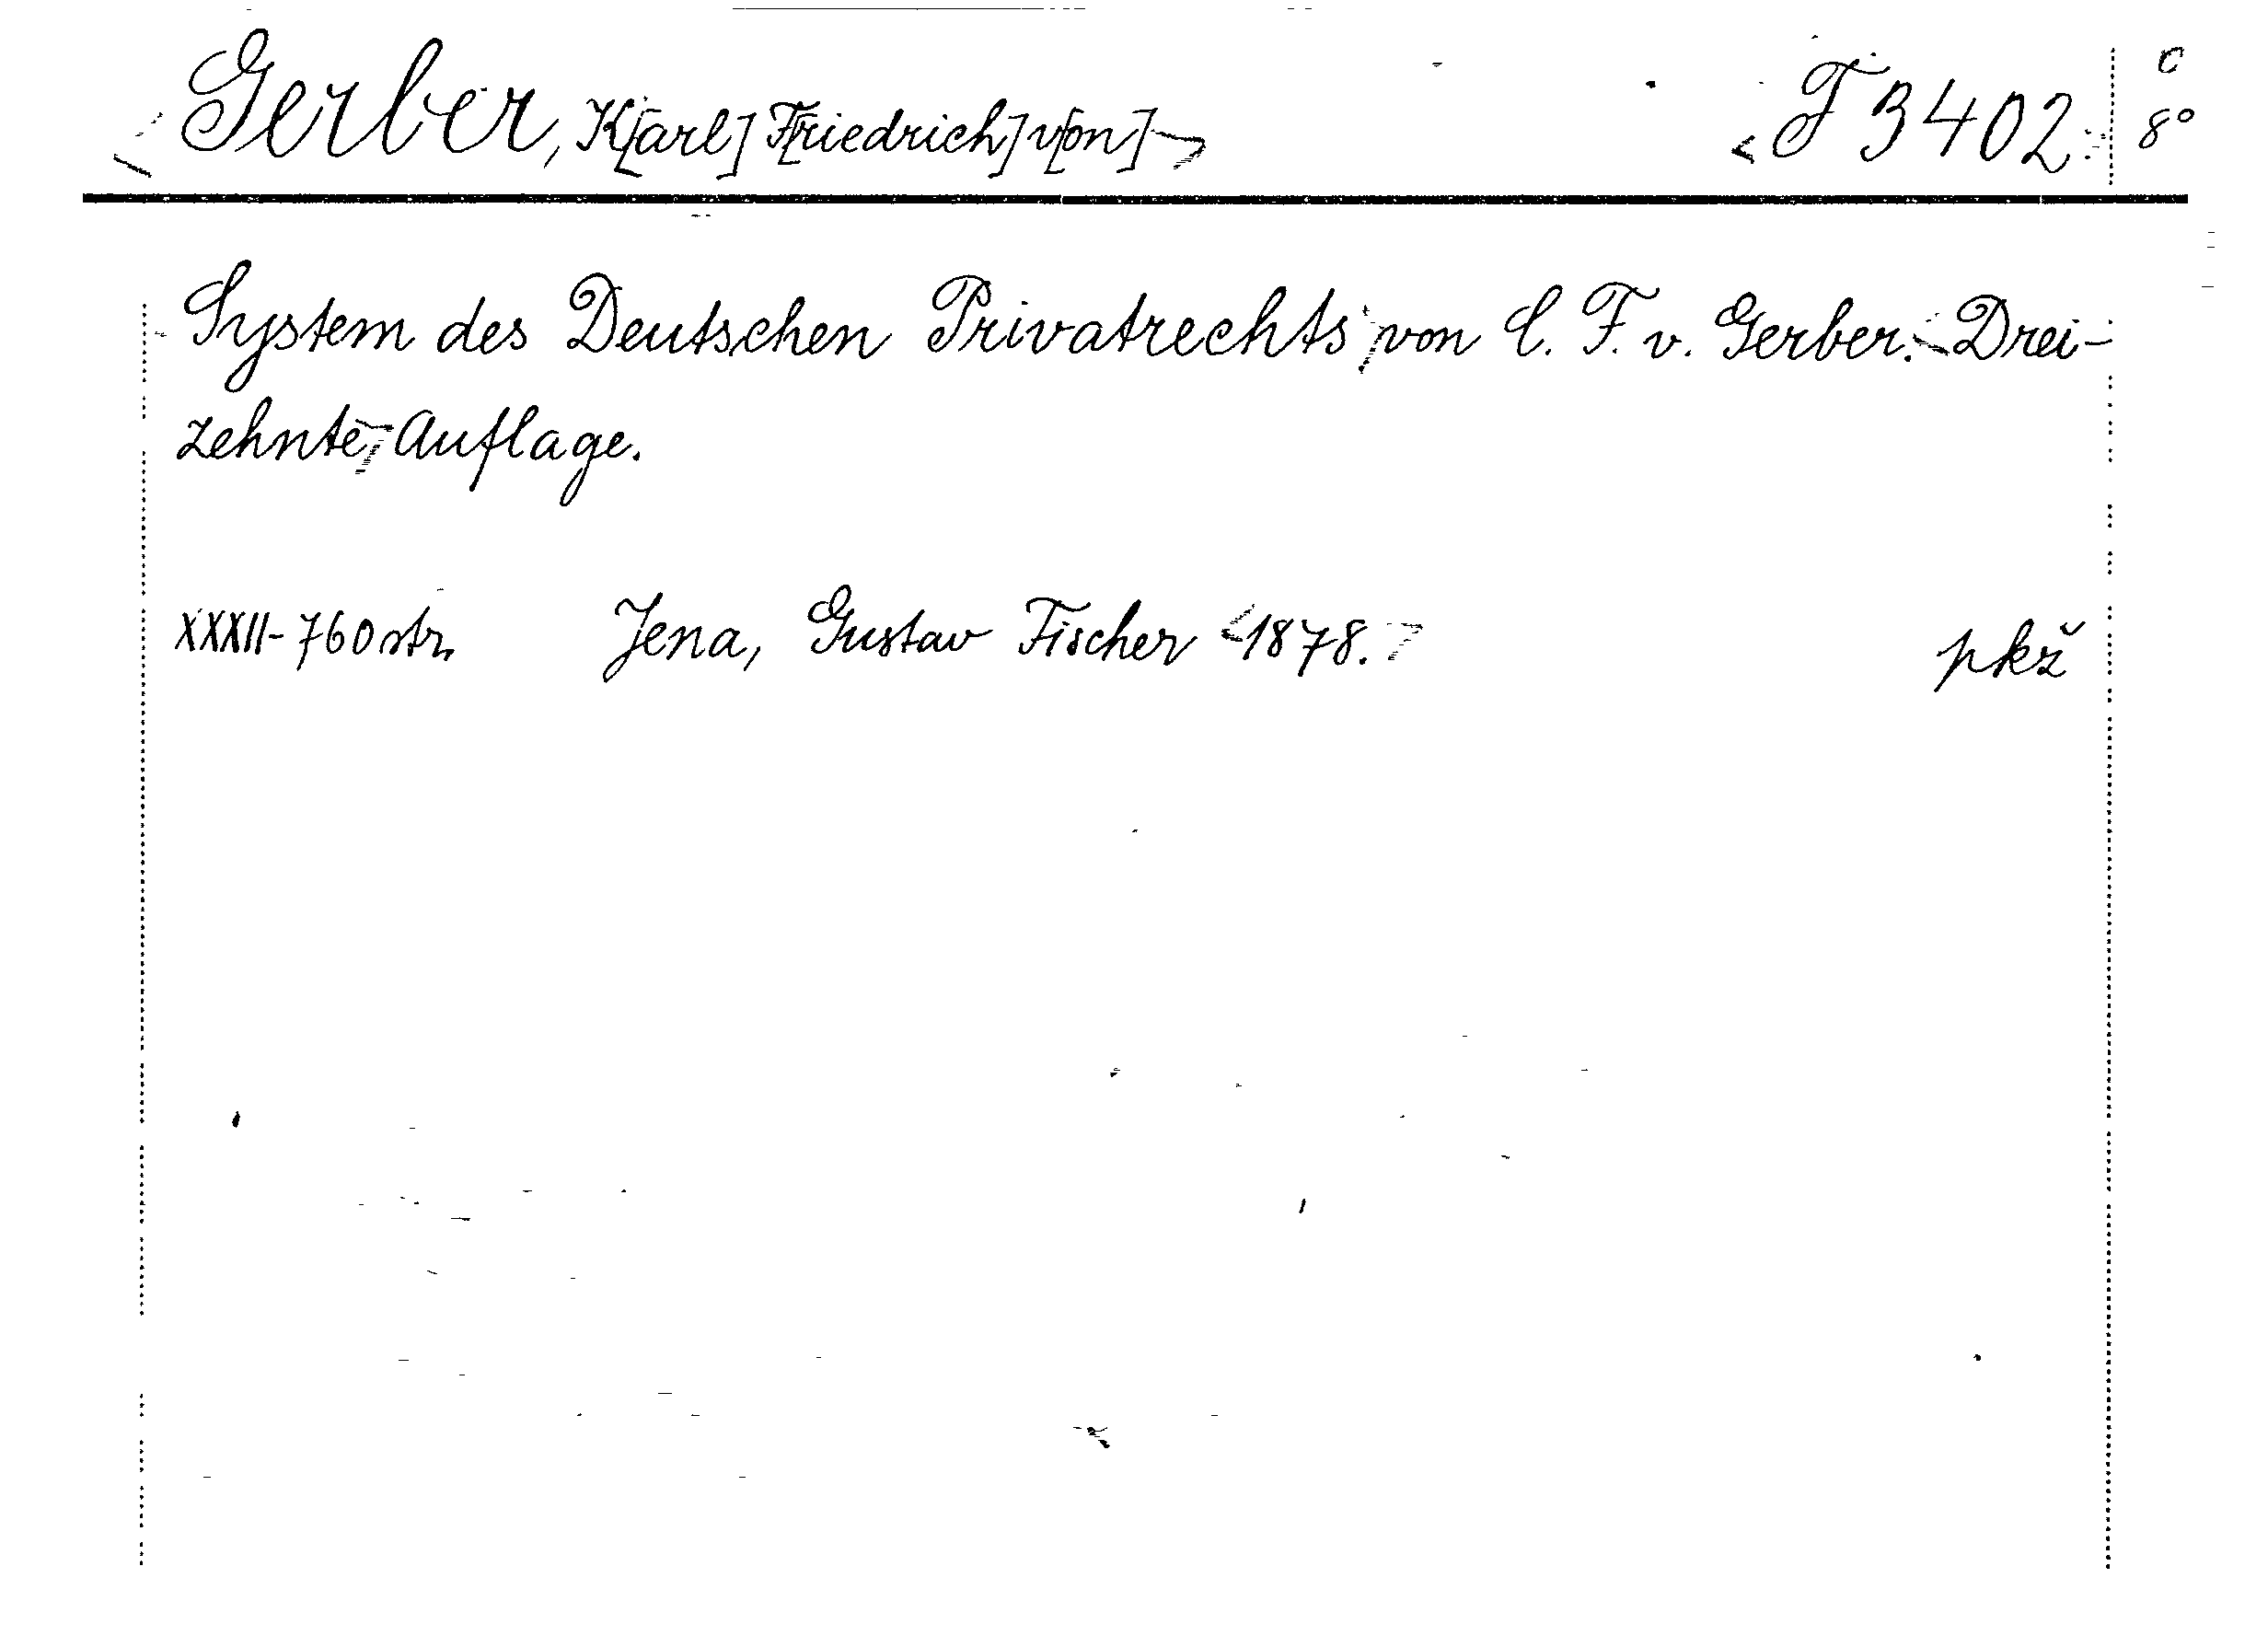 Gerber, K[arl] F[riedrich] v[on] F 3402 c
8°
System des Deutschen Privatrechts von C. F. v. Gerber. Drei-
zehnte Auflage.
XXXII-760 str. Jena, Gustav Fischer 1878. pkž